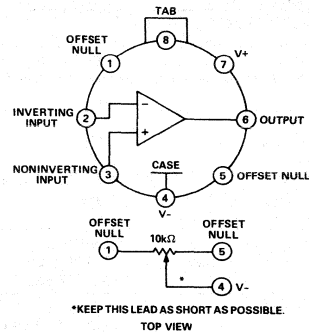 TAB
8
OFFSET
NULL
1
7
V+
INVERTING
INPUT
2
−
+
6
OUTPUT
NONINVERTING
INPUT
3
CASE
4
V−
5
OFFSET NULL
OFFSET
NULL
1
10kΩ
OFFSET
NULL
5
*
4
V−
*KEEP THIS LEAD AS SHORT AS POSSIBLE.
TOP VIEW